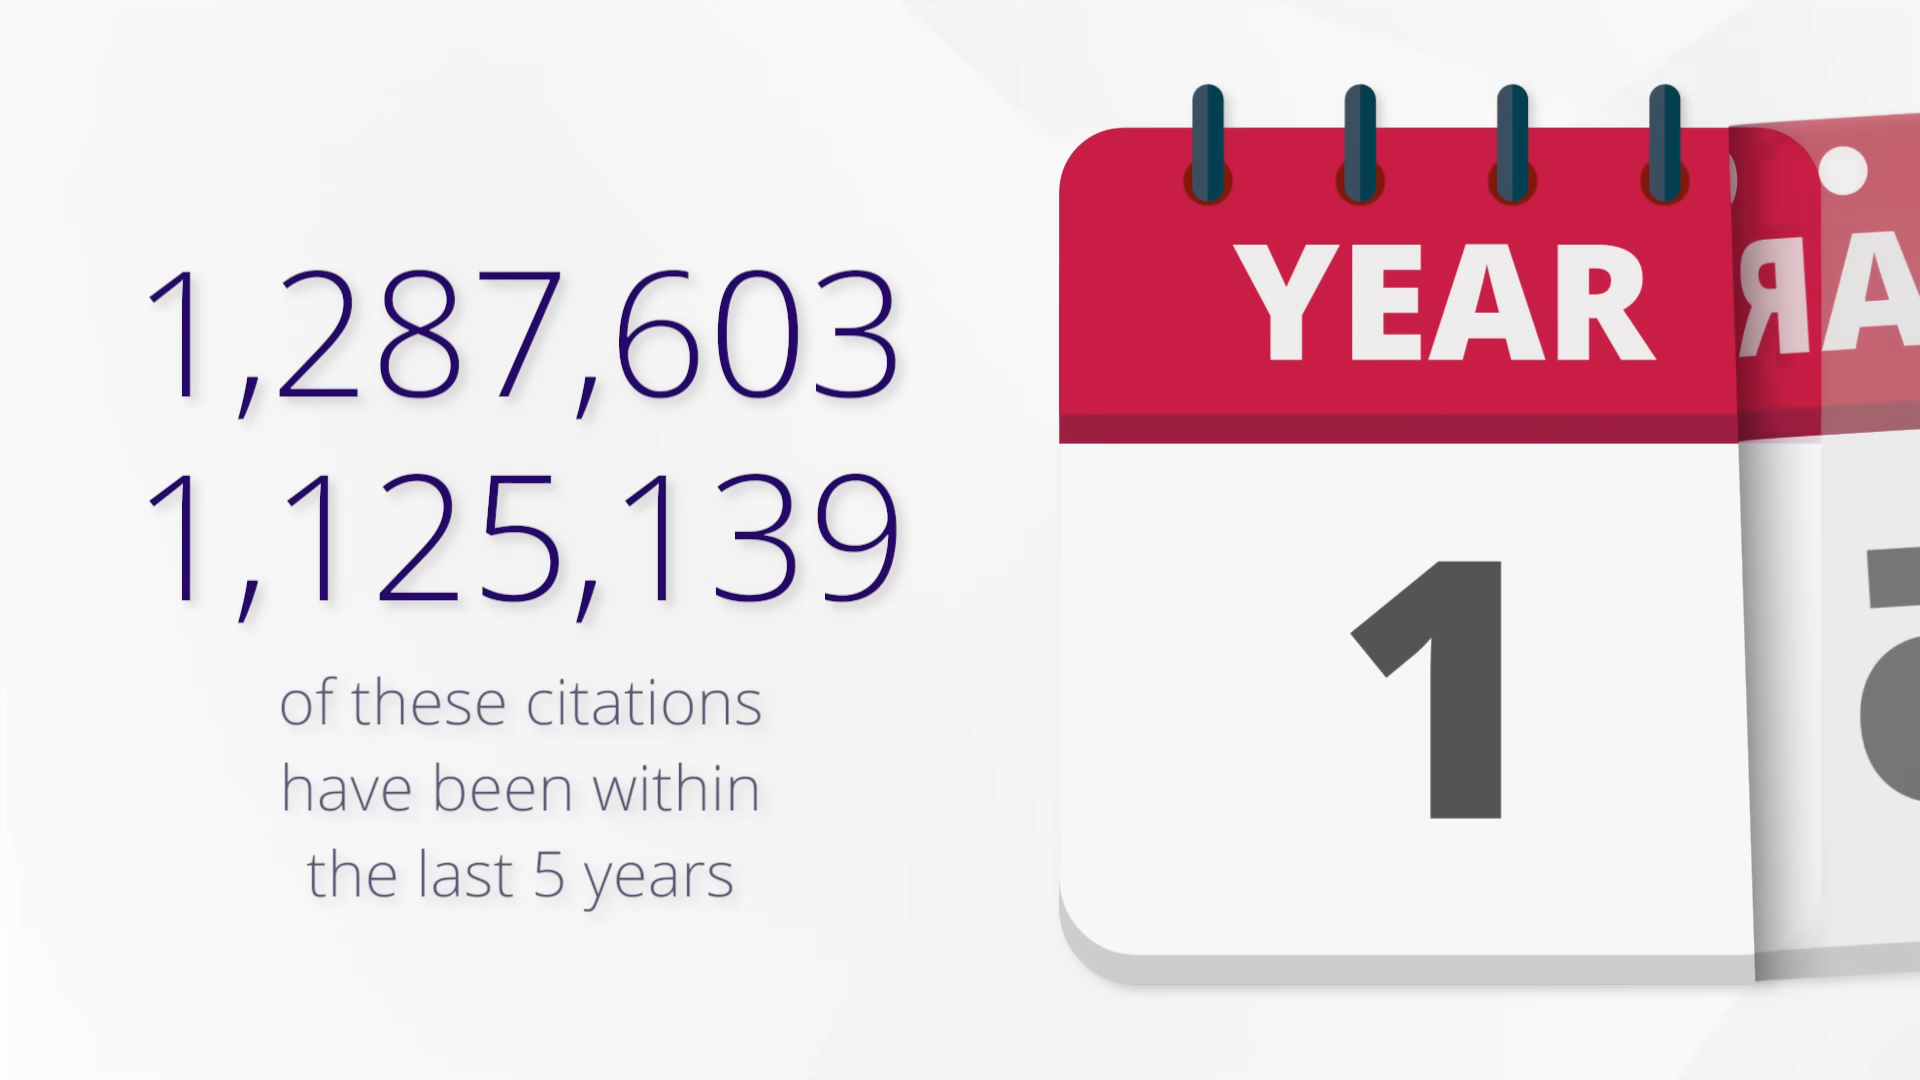 1,287,603
1,125,139
of these citations
have been within
the last 5 years
YEAR
1